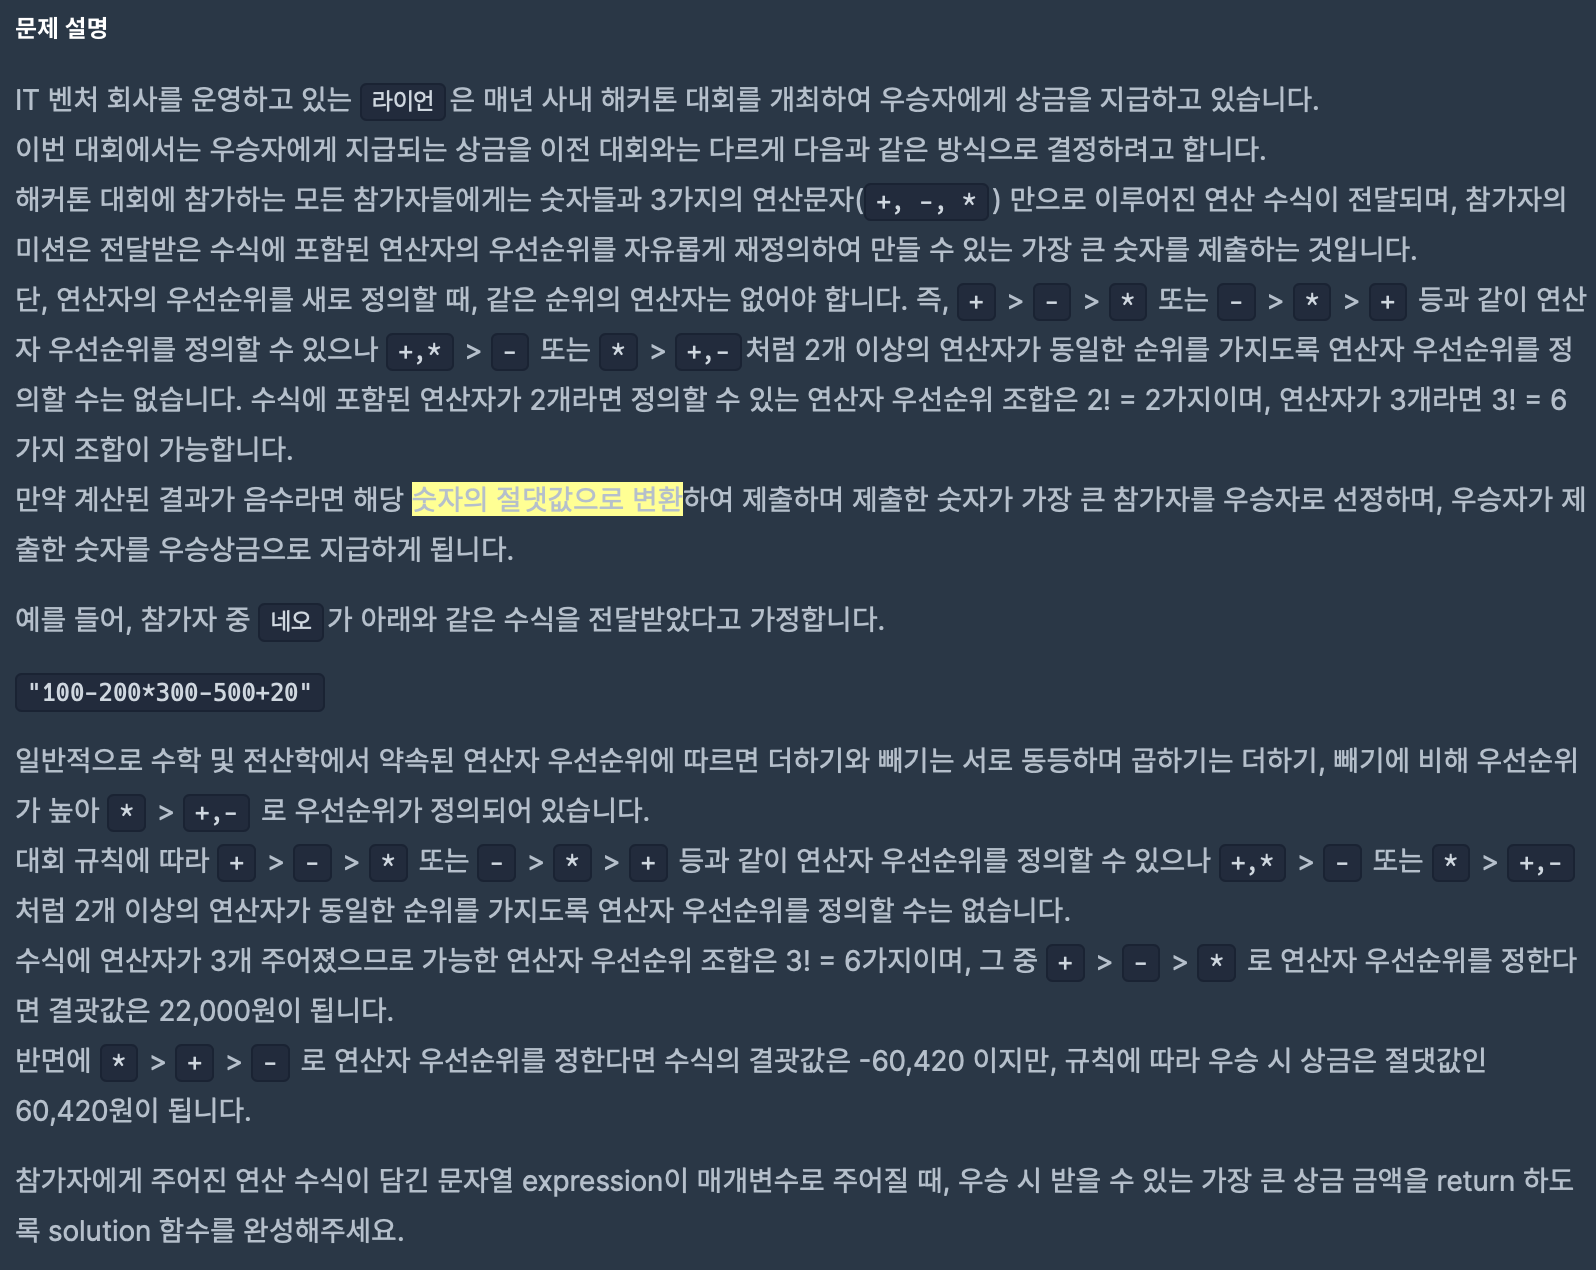 문제 설명
IT 벤처 회사를 운영하고 있는 라이언은 매년 사내 해커톤 대회를 개최하여 우승자에게 상금을 지급하고 있습니다.
이번 대회에서는 우승자에게 지급되는 상금을 이전 대회와는 다르게 다음과 같은 방식으로 결정하려고 합니다.
해커톤 대회에 참가하는 모든 참가자들에게는 숫자들과 3가지의 연산문자(+, -, *) 만으로 이루어진 연산 수식이 전달되며, 참가자의
미션은 전달받은 수식에 포함된 연산자의 우선순위를 자유롭게 재정의하여 만들 수 있는 가장 큰 숫자를 제출하는 것입니다.
단, 연산자의 우선순위를 새로 정의할 때, 같은 순위의 연산자는 없어야 합니다. 즉, + > - > * 또는 - > * > + 등과 같이 연산
자 우선순위를 정의할 수 있으나 +,* > - 또는 * > +,-처럼 2개 이상의 연산자가 동일한 순위를 가지도록 연산자 우선순위를 정
의할 수는 없습니다. 수식에 포함된 연산자가 2개라면 정의할 수 있는 연산자 우선순위 조합은 2! = 2가지이며, 연산자가 3개라면 3! = 6
가지 조합이 가능합니다.
만약 계산된 결과가 음수라면 해당 숫자의 절댓값으로 변환하여 제출하며 제출한 숫자가 가장 큰 참가자를 우승자로 선정하며, 우승자가 제
출한 숫자를 우승상금으로 지급하게 됩니다.
예를 들어, 참가자 중 네오가 아래와 같은 수식을 전달받았다고 가정합니다.
"100-200*300-500+20"
일반적으로 수학 및 전산학에서 약속된 연산자 우선순위에 따르면 더하기와 빼기는 서로 동등하며 곱하기는 더하기, 빼기에 비해 우선순위
가 높아 * > +,- 로 우선순위가 정의되어 있습니다.
대회 규칙에 따라 + > - > * 또는 - > * > + 등과 같이 연산자 우선순위를 정의할 수 있으나 +,* > - 또는 * > +,-
처럼 2개 이상의 연산자가 동일한 순위를 가지도록 연산자 우선순위를 정의할 수는 없습니다.
수식에 연산자가 3개 주어졌으므로 가능한 연산자 우선순위 조합은 3! = 6가지이며, 그 중 + > - > * 로 연산자 우선순위를 정한다
면 결괏값은 22,000원이 됩니다.
반면에 * > + > - 로 연산자 우선순위를 정한다면 수식의 결괏값은 -60,420 이지만, 규칙에 따라 우승 시 상금은 절댓값인
60,420원이 됩니다.
참가자에게 주어진 연산 수식이 담긴 문자열 expression이 매개변수로 주어질 때, 우승 시 받을 수 있는 가장 큰 상금 금액을 return 하도
록 solution 함수를 완성해주세요.